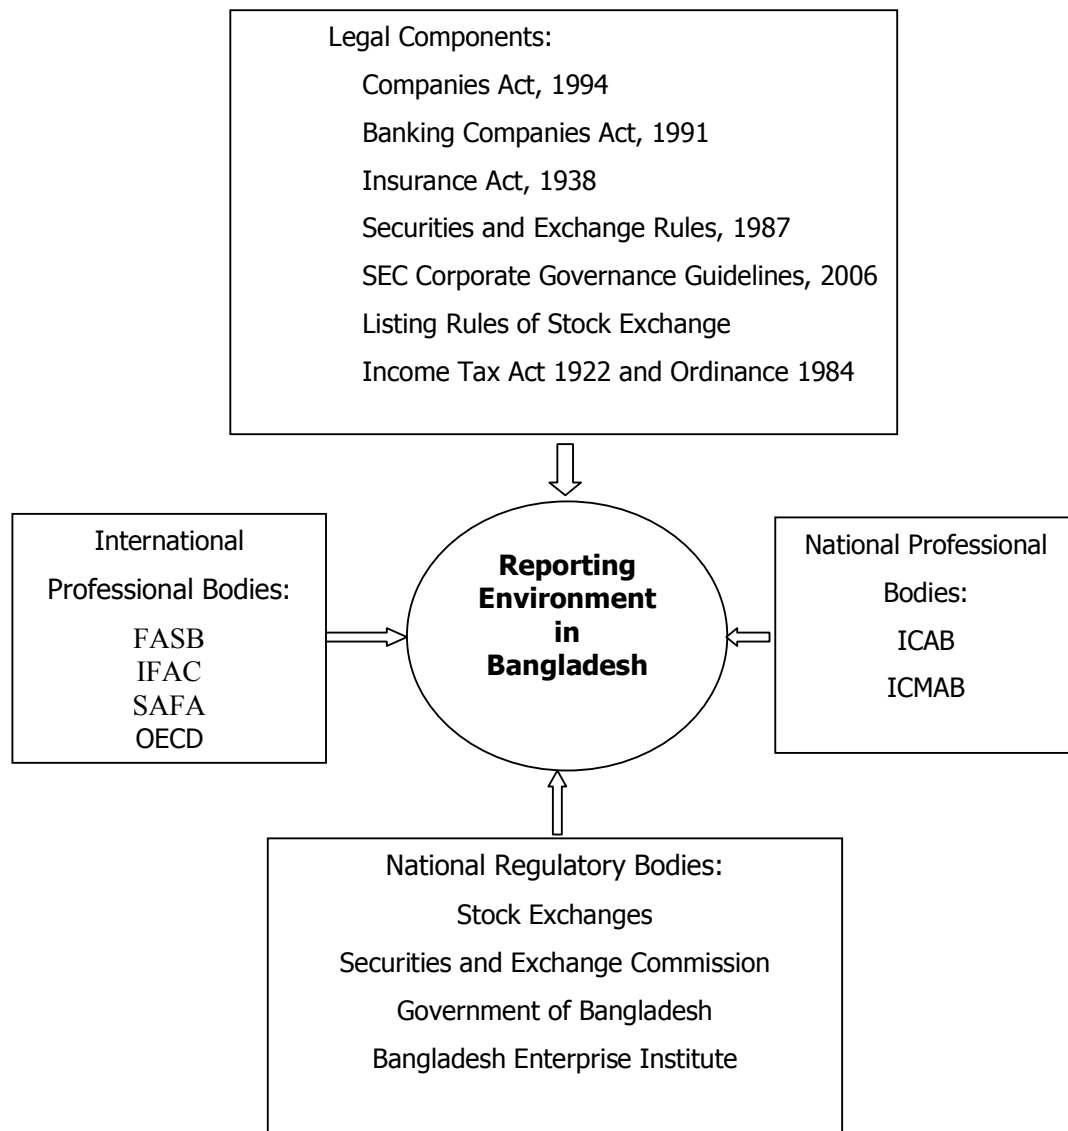 Legal Components:
Companies Act, 1994
Banking Companies Act, 1991
Insurance Act, 1938
Securities and Exchange Rules, 1987
SEC Corporate Governance Guidelines, 2006
Listing Rules of Stock Exchange
Income Tax Act 1922 and Ordinance 1984
International
Professional Bodies:
FASB
IFAC
SAFA
OECD
Reporting
Environment
in
Bangladesh
National Professional
Bodies:
ICAB
ICMAB
National Regulatory Bodies:
Stock Exchanges
Securities and Exchange Commission
Government of Bangladesh
Bangladesh Enterprise Institute